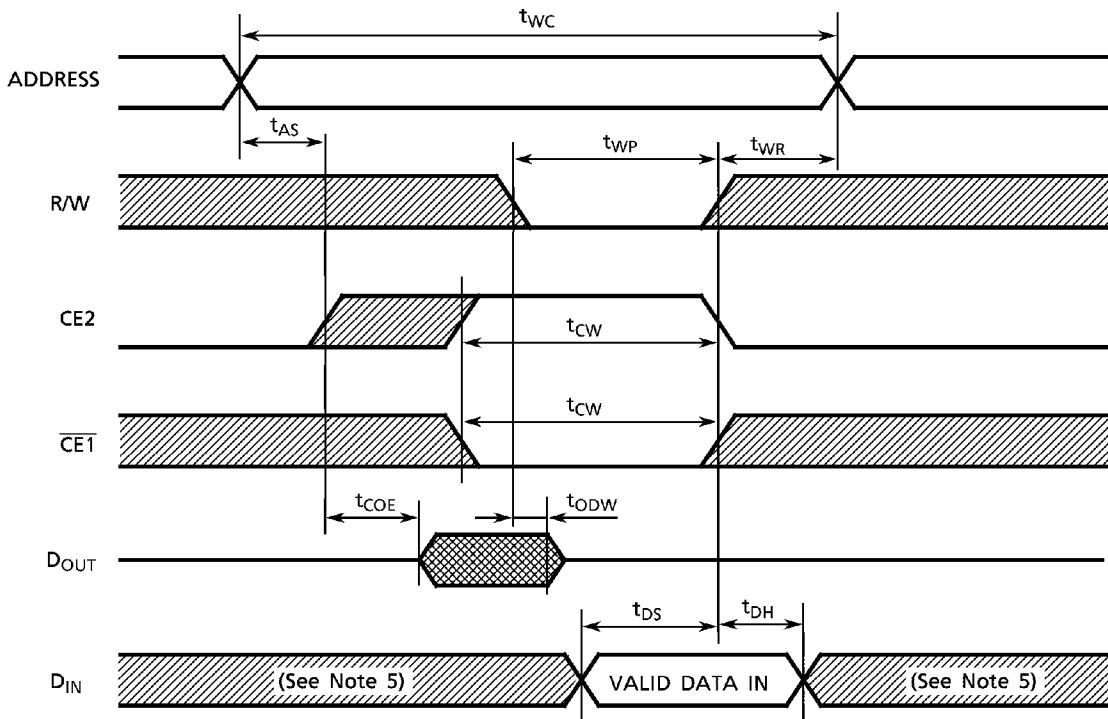 tWC
ADDRESS
tAS
tWP
tWR
R/W
CE2
tCW
CE1
tCW
tCOE
tODW
DOUT
tDS
tDH
DIN
(See Note 5)
VALID DATA IN
(See Note 5)